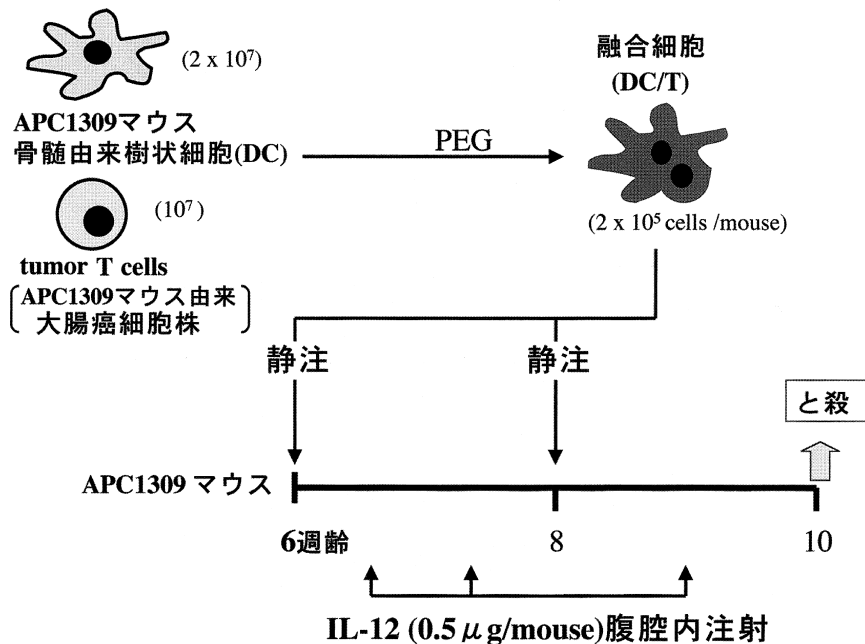 (2 x 10⁷)
APC1309マウス
骨髄由来樹状細胞(DC)
PEG
融合細胞
(DC/T)
(2 x 10⁵ cells /mouse)
(10⁷)
tumor T cells
APC1309マウス由来
大腸癌細胞株
静注
静注
と殺
APC1309 マウス
6週齢
8
10
IL-12 (0.5 μg/mouse)腹腔内注射